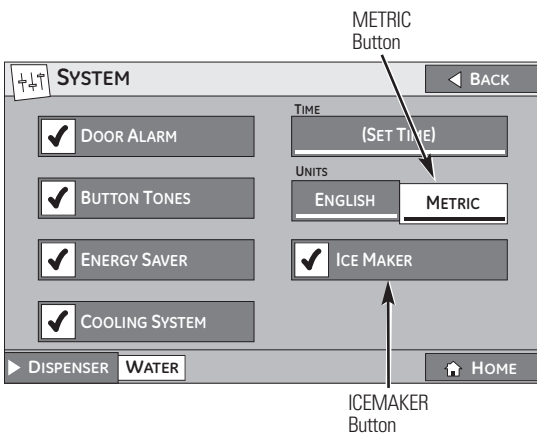 METRIC
Button
SYSTEM
BACK
DOOR ALARM
TIME
(SET TIME)
BUTTON TONES
UNITS
ENGLISH
METRIC
ENERGY SAVER
ICE MAKER
COOLING SYSTEM
DISPENSER
WATER
HOME
ICEMAKER
Button